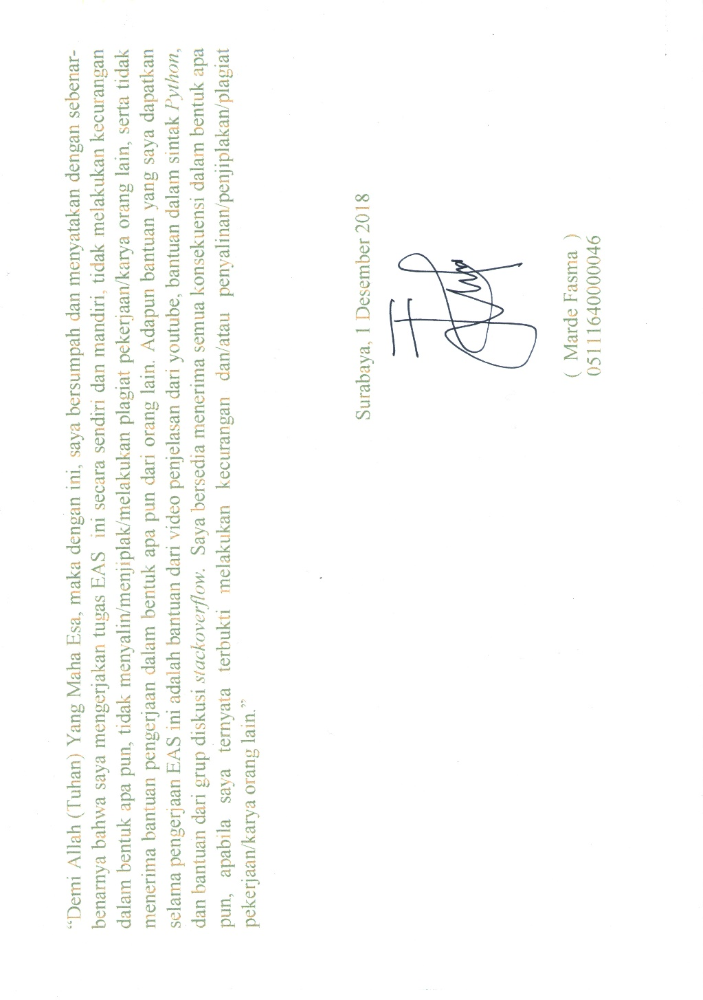 “Demi Allah (Tuhan) Yang Maha Esa, maka dengan ini, saya bersumpah dan menyatakan dengan sebenar-
benarnya bahwa saya mengerjakan tugas EAS ini secara sendiri dan mandiri, tidak melakukan kecurangan
dalam bentuk apa pun, tidak menyalin/menjiplak/melakukan plagiat pekerjaan/karya orang lain, serta tidak
menerima bantuan pengerjaan dalam bentuk apa pun dari orang lain. Adapun bantuan yang saya dapatkan
selama pengerjaan EAS ini adalah bantuan dari video penjelasan dari youtube, bantuan dalam sintak Python,
dan bantuan dari grup diskusi stackoverflow. Saya bersedia menerima semua konsekuensi dalam bentuk apa
pun, apabila saya ternyata terbukti melakukan kecurangan dan/atau penyalinan/penjiplakan/plagiat
pekerjaan/karya orang lain.”
Surabaya, 1 Desember 2018
( Marde Fasma )
05111640000046